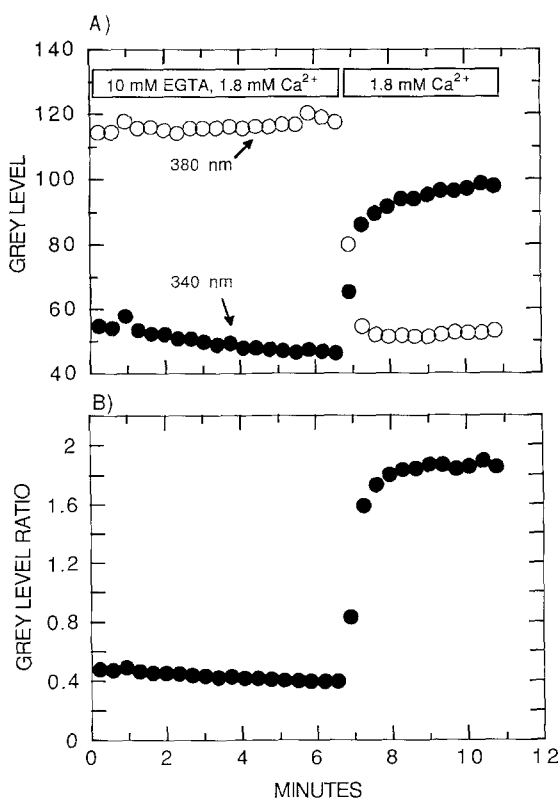 A)
140
10 mM EGTA, 1.8 mM Ca²⁺
1.8 mM Ca²⁺
120
380 nm
100
GREY LEVEL
80
340 nm
60
40
B)
2
1.6
1.2
GREY LEVEL RATIO
0.8
0.4
0
0 2 4 6 8 10 12
MINUTES